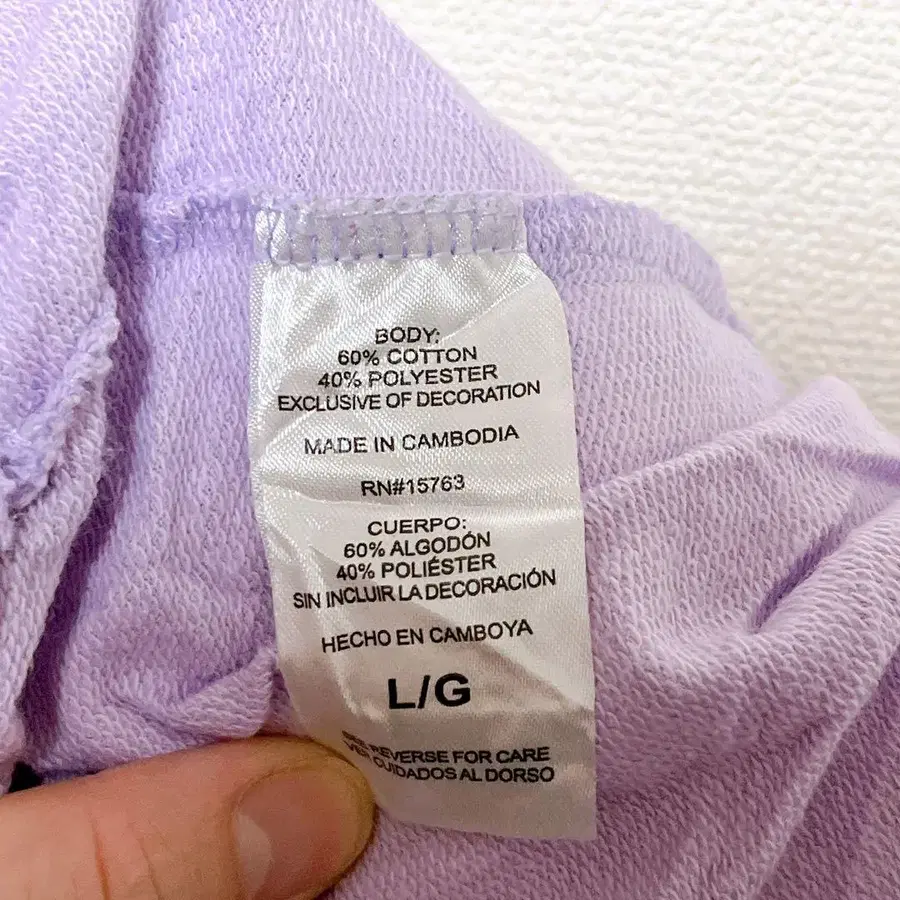 BODY:
60% COTTON
40% POLYESTER
EXCLUSIVE OF DECORATION
MADE IN CAMBODIA
RN#15763
CUERPO:
60% ALGODÓN
40% POLIÉSTER
SIN INCLUIR LA DECORACIÓN
HECHO EN CAMBOYA
L/G
SEE REVERSE FOR CARE
VER CUIDADOS AL DORSO